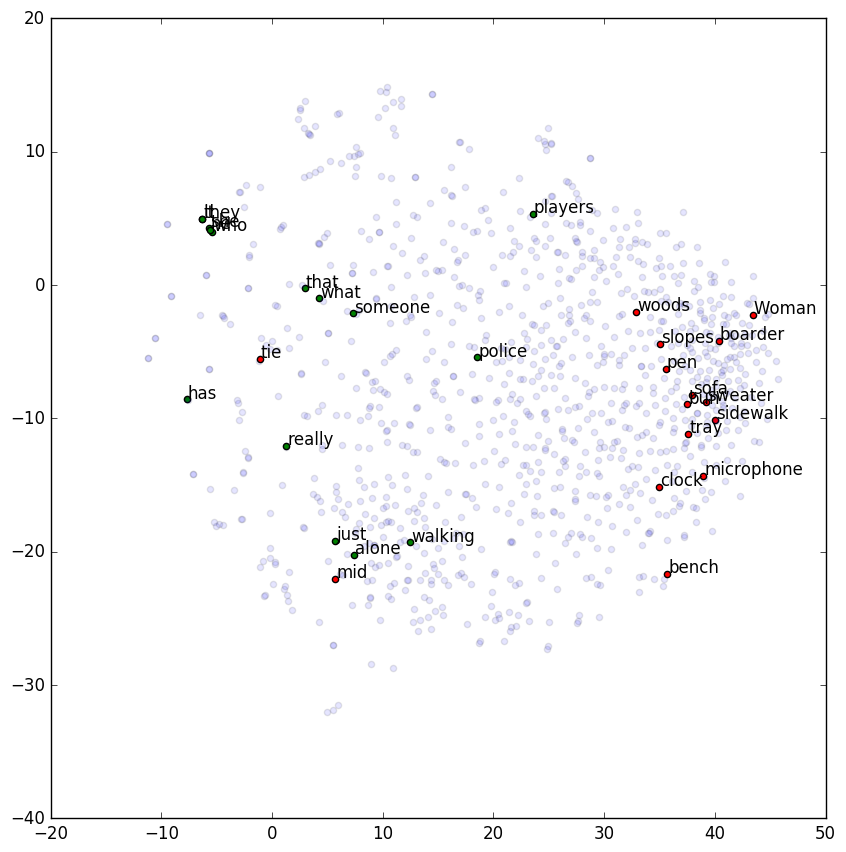 20
10
0
−10
−20
−30
−40
−20
−10
0
10
20
30
40
50
they
who
players
that
what
someone
woods
Woman
slopes
boarder
police
tie
pen
has
sofa
sweater
sidewalk
tray
really
microphone
clock
just
walking
alone
mid
bench